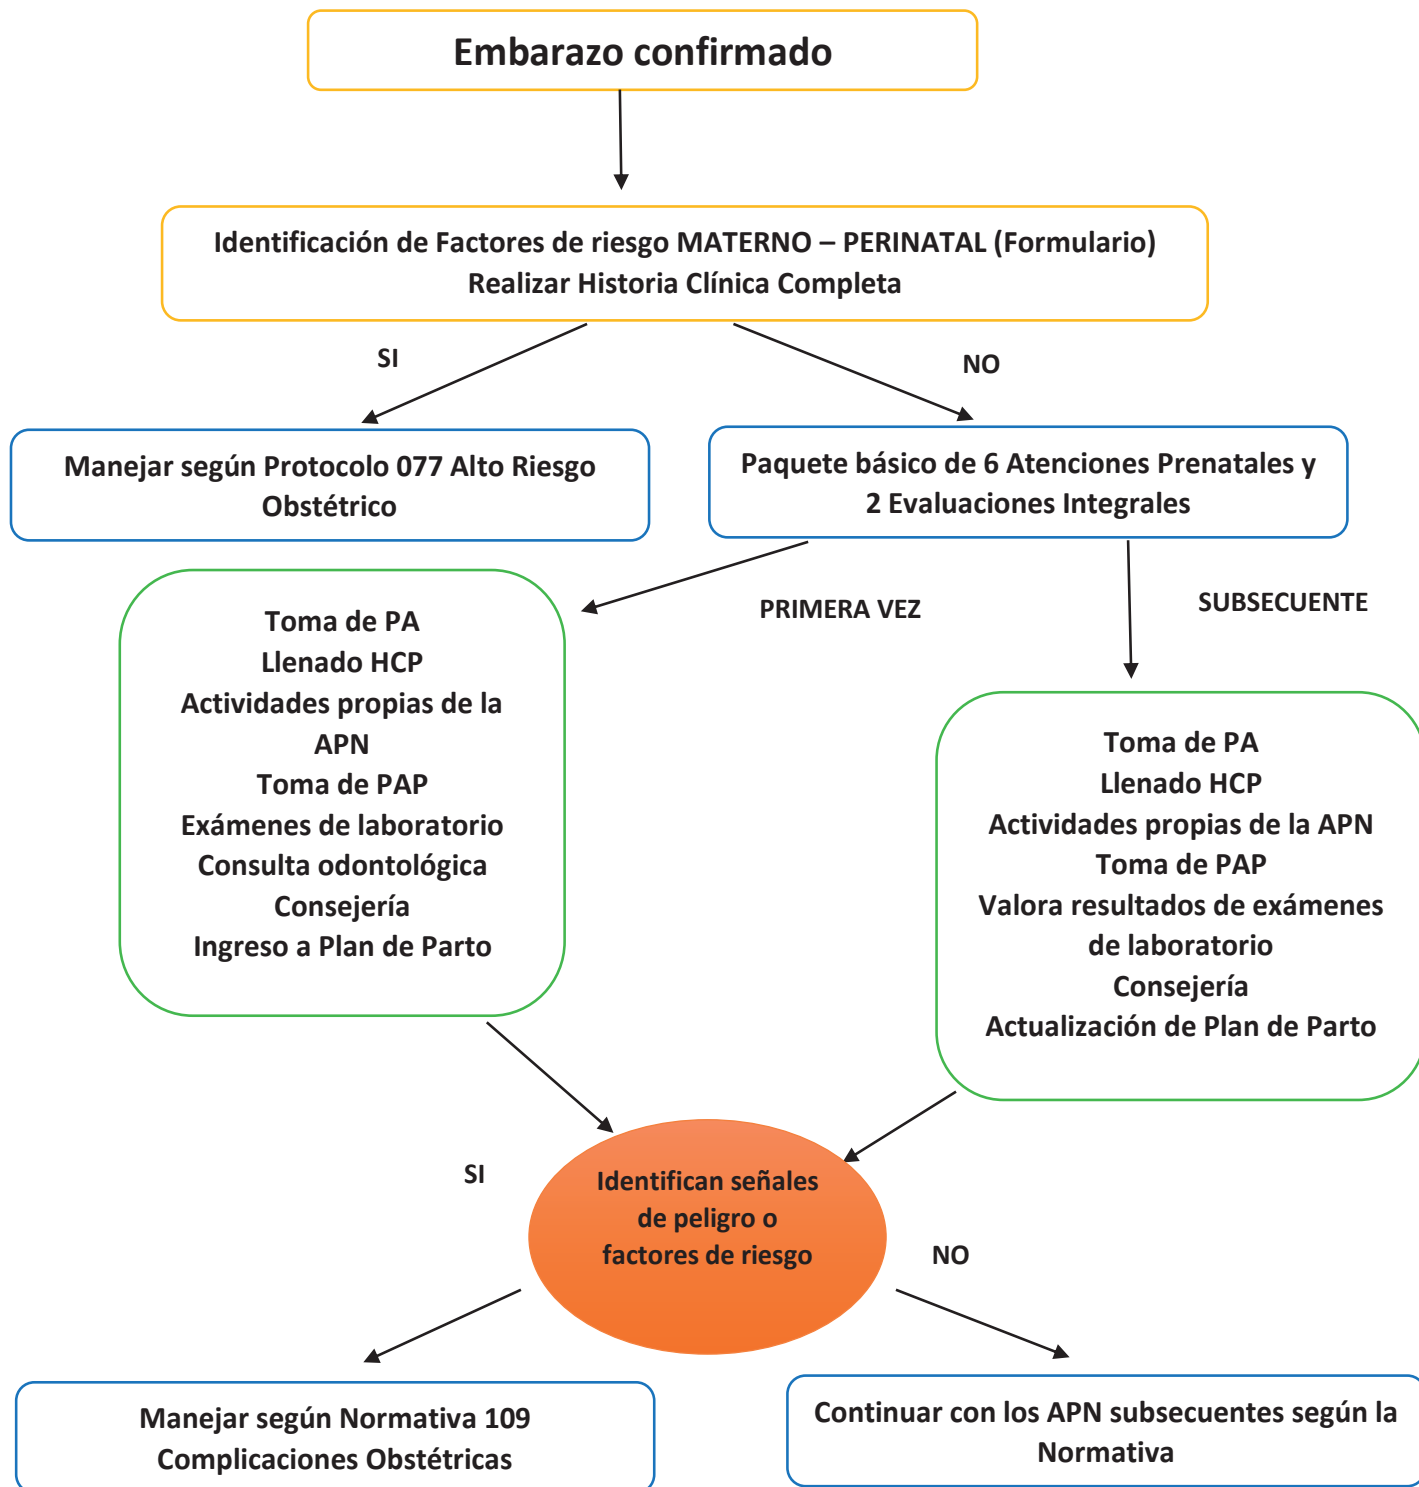 Embarazo confirmado
Identificación de Factores de riesgo MATERNO – PERINATAL (Formulario)
Realizar Historia Clínica Completa
SI
NO
Manejar según Protocolo 077 Alto Riesgo
Obstétrico
Paquete básico de 6 Atenciones Prenatales y
2 Evaluaciones Integrales
PRIMERA VEZ
SUBSECUENTE
Toma de PA
Llenado HCP
Actividades propias de la
APN
Toma de PAP
Exámenes de laboratorio
Consulta odontológica
Consejería
Ingreso a Plan de Parto
Toma de PA
Llenado HCP
Actividades propias de la APN
Toma de PAP
Valora resultados de exámenes
de laboratorio
Consejería
Actualización de Plan de Parto
SI
Identifican señales
de peligro o
factores de riesgo
NO
Manejar según Normativa 109
Complicaciones Obstétricas
Continuar con los APN subsecuentes según la
Normativa